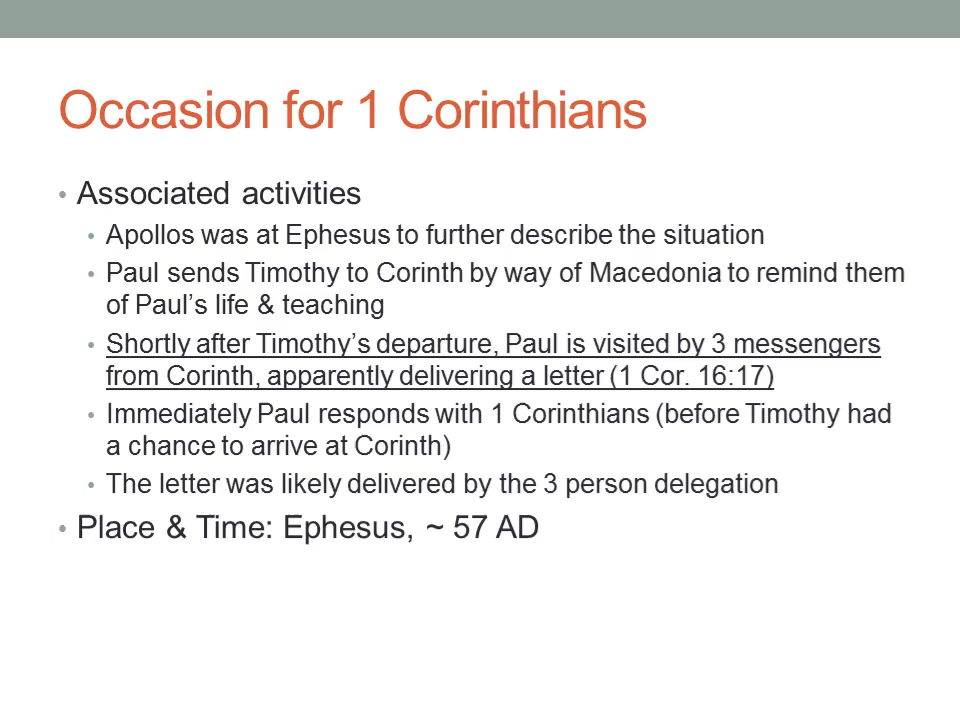 Occasion for 1 Corinthians
• Associated activities
• Apollos was at Ephesus to further describe the situation
• Paul sends Timothy to Corinth by way of Macedonia to remind them
of Paul’s life & teaching
• Shortly after Timothy’s departure, Paul is visited by 3 messengers
from Corinth, apparently delivering a letter (1 Cor. 16:17)
• Immediately Paul responds with 1 Corinthians (before Timothy had
a chance to arrive at Corinth)
• The letter was likely delivered by the 3 person delegation
• Place & Time: Ephesus, ~ 57 AD